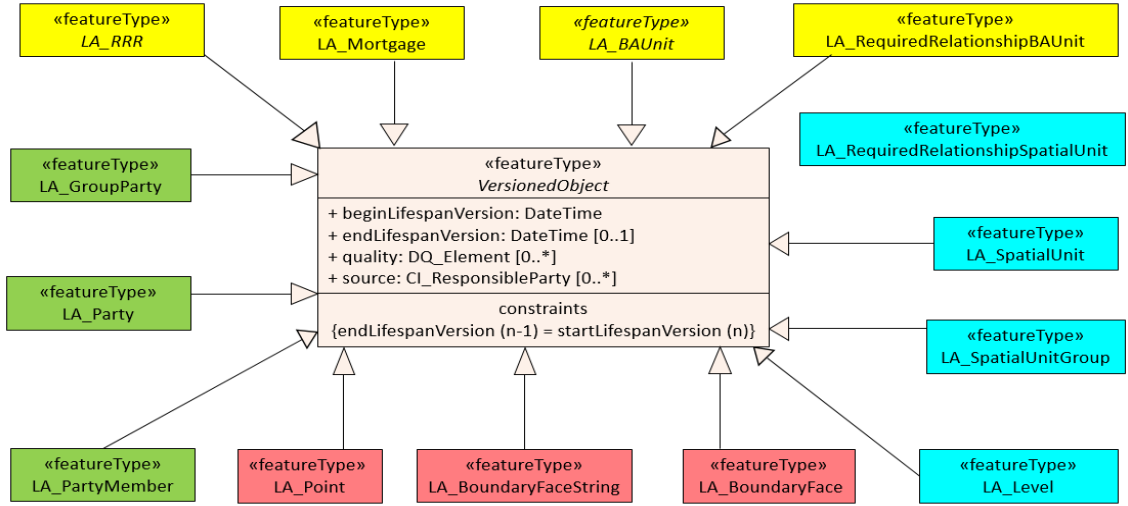 «featureType»
LA_RRR
«featureType»
LA_Mortgage
«featureType»
LA_BAUnit
«featureType»
LA_RequiredRelationshipBAUnit
«featureType»
LA_RequiredRelationshipSpatialUnit
«featureType»
LA_GroupParty
«featureType»
VersionedObject
+ beginLifespanVersion: DateTime
+ endLifespanVersion: DateTime [0..1]
+ quality: DQ_Element [0..*]
+ source: CI_ResponsibleParty [0..*]
constraints
{endLifespanVersion (n-1) = startLifespanVersion (n)}
«featureType»
LA_SpatialUnit
«featureType»
LA_Party
«featureType»
LA_SpatialUnitGroup
«featureType»
LA_PartyMember
«featureType»
LA_Point
«featureType»
LA_BoundaryFaceString
«featureType»
LA_BoundaryFace
«featureType»
LA_Level